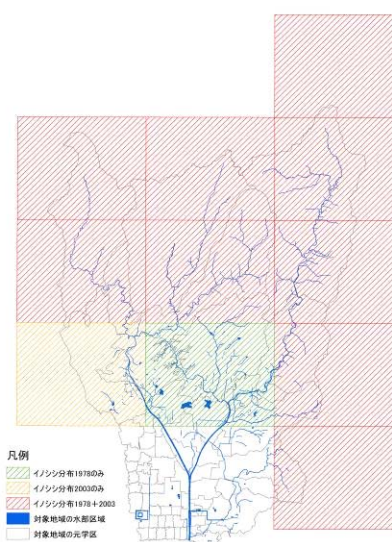 凡例
イノシシ分布1978のみ
イノシシ分布2003のみ
イノシシ分布1978+2003
対象地域の水部区域
対象地域の元学区